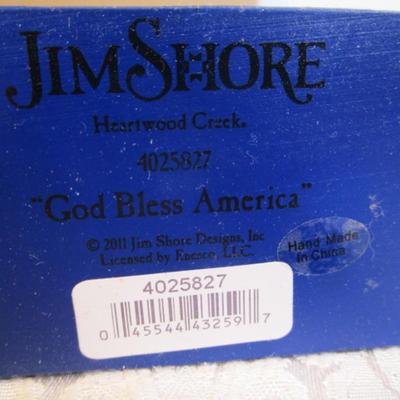 JIM SHORE
Heartwood Creek®
4025827
"God Bless America"
© 2011 Jim Shore Designs, Inc
Licensed by Enesco, LLC.
Hand Made
In China
4025827
0 45544 43259 7